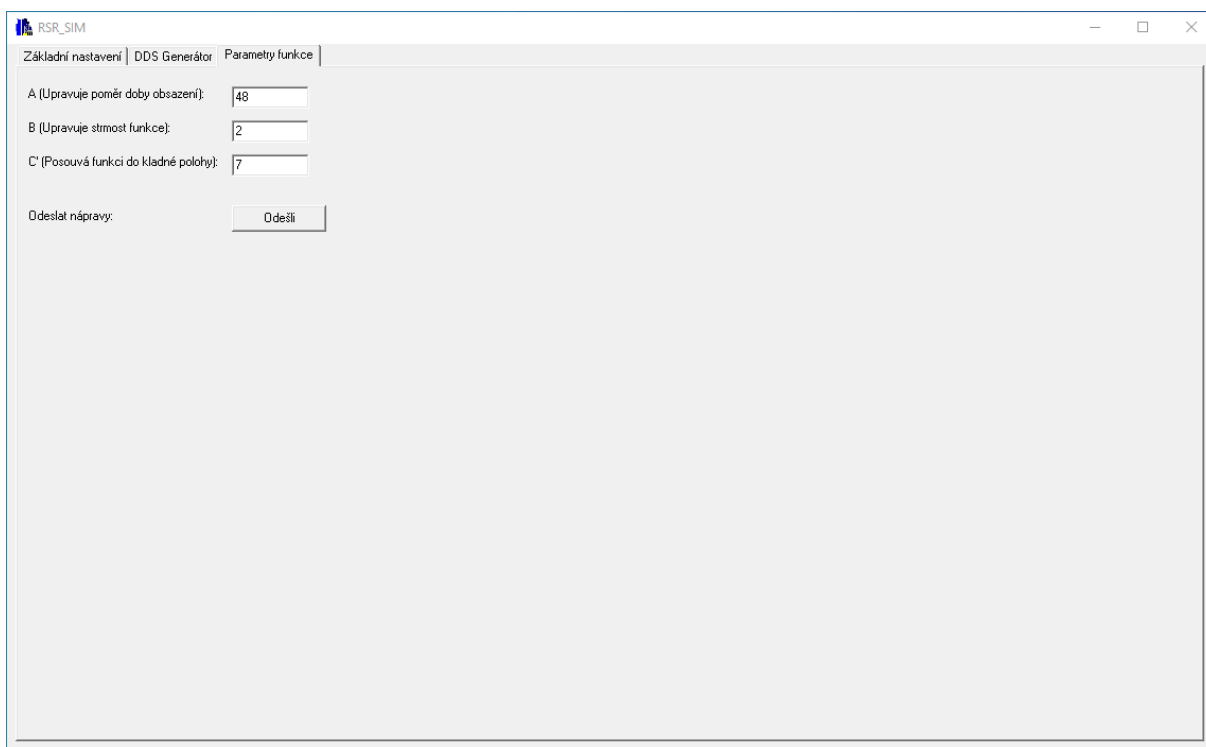 RSR_SIM
Základní nastavení DDS Generátor Parametry funkce
A (Upravuje poměr doby obsazení): 48
B (Upravuje strmost funkce): 2
C' (Posouvá funkci do kladné polohy): 7
Odeslat nápravy: Odešli